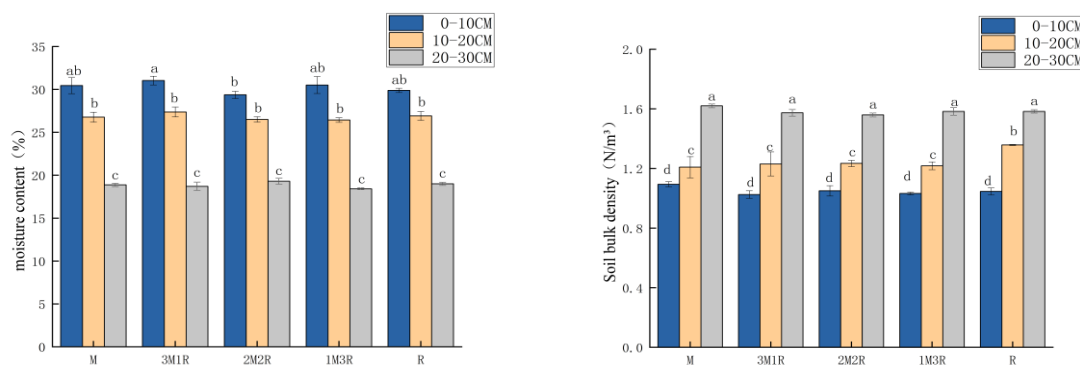 0-10CM
10-20CM
20-30CM
moisture content (%)
35
30
25
20
15
10
5
0
ab
b
c
a
b
c
b
b
c
ab
b
c
ab
b
c
M
3M1R
2M2R
1M3R
R
0-10CM
10-20CM
20-30CM
Soil bulk density (N/m³)
2.0
1.6
1.2
0.8
0.4
0.0
d
c
a
d
c
a
d
c
a
d
c
a
d
b
a
M
3M1R
2M2R
1M3R
R